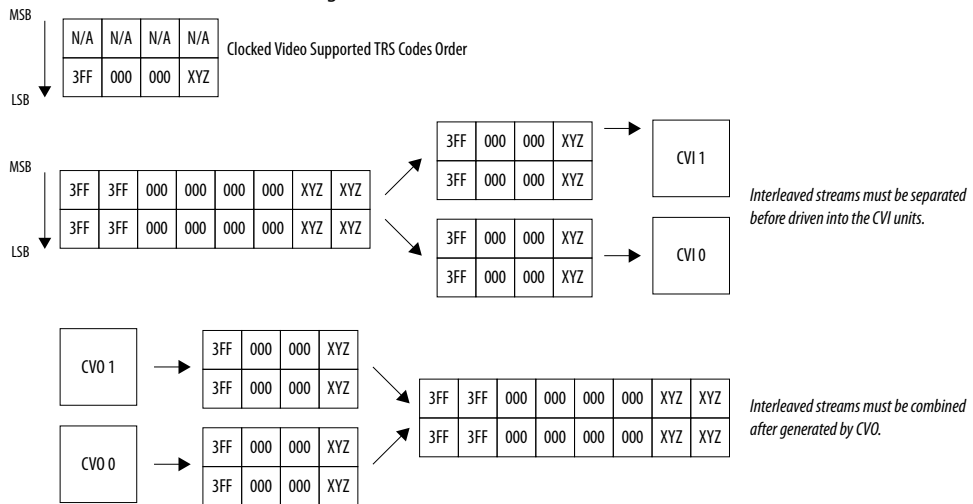 MSB
N/A N/A N/A N/A
Clocked Video Supported TRS Codes Order
3FF 000 000 XYZ
LSB
3FF 000 000 XYZ
3FF 000 000 XYZ
CVI 1
MSB
3FF 3FF 000 000 000 000 XYZ XYZ
3FF 3FF 000 000 000 000 XYZ XYZ
LSB
Interleaved streams must be separated
before driven into the CVI units.
3FF 000 000 XYZ
3FF 000 000 XYZ
CVI 0
CVO 1
3FF 000 000 XYZ
3FF 000 000 XYZ
3FF 3FF 000 000 000 000 XYZ XYZ
3FF 3FF 000 000 000 000 XYZ XYZ
Interleaved streams must be combined
after generated by CVO.
CVO 0
3FF 000 000 XYZ
3FF 000 000 XYZ